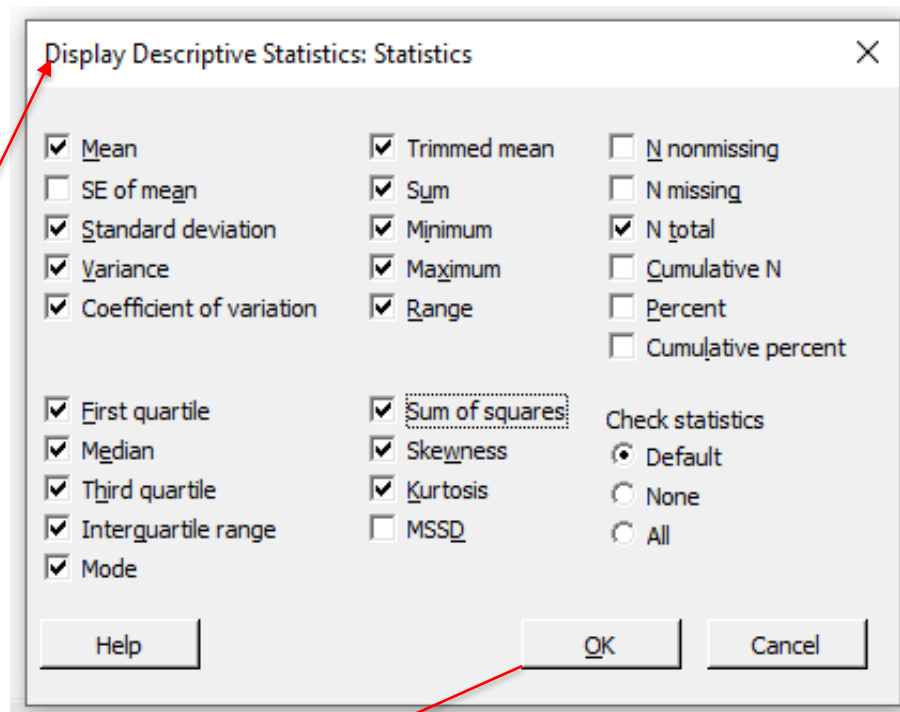 Display Descriptive Statistics: Statistics
Mean
Trimmed mean
N nonmissing
SE of mean
Sum
N missing
Standard deviation
Minimum
N total
Variance
Maximum
Cumulative N
Coefficient of variation
Range
Percent
Cumulative percent
First quartile
Sum of squares
Check statistics
Median
Skewness
Default
Third quartile
Kurtosis
None
Interquartile range
MSSD
All
Mode
Help
OK
Cancel